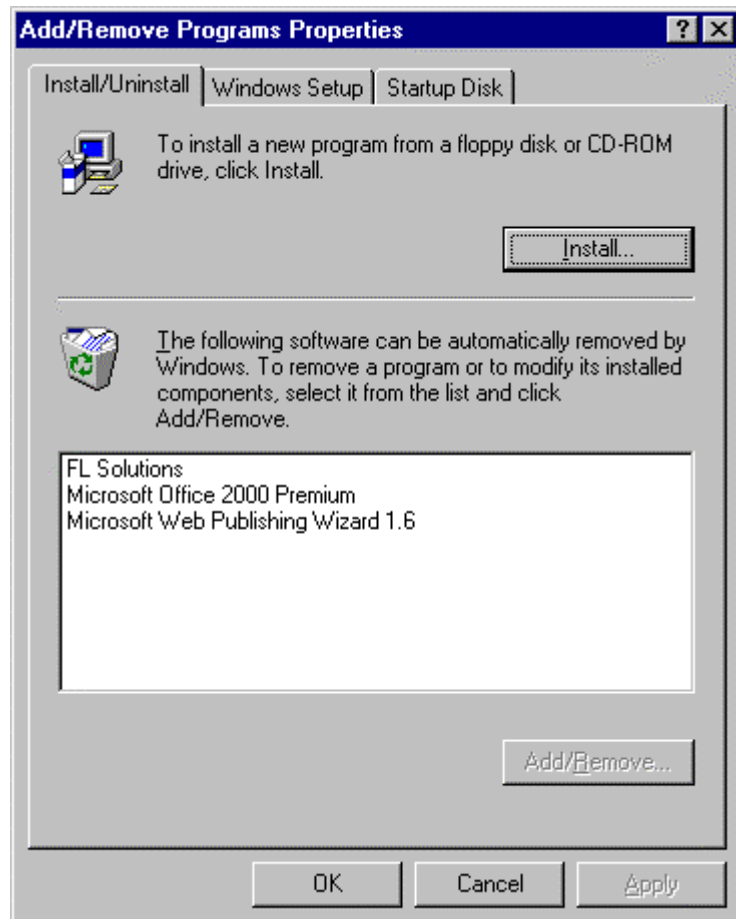 Add/Remove Programs Properties
? X
Install/Uninstall Windows Setup Startup Disk
To install a new program from a floppy disk or CD-ROM
drive, click Install.
Install...
The following software can be automatically removed by
Windows. To remove a program or to modify its installed
components, select it from the list and click
Add/Remove.
FL Solutions
Microsoft Office 2000 Premium
Microsoft Web Publishing Wizard 1.6
Add/Remove...
OK Cancel Apply